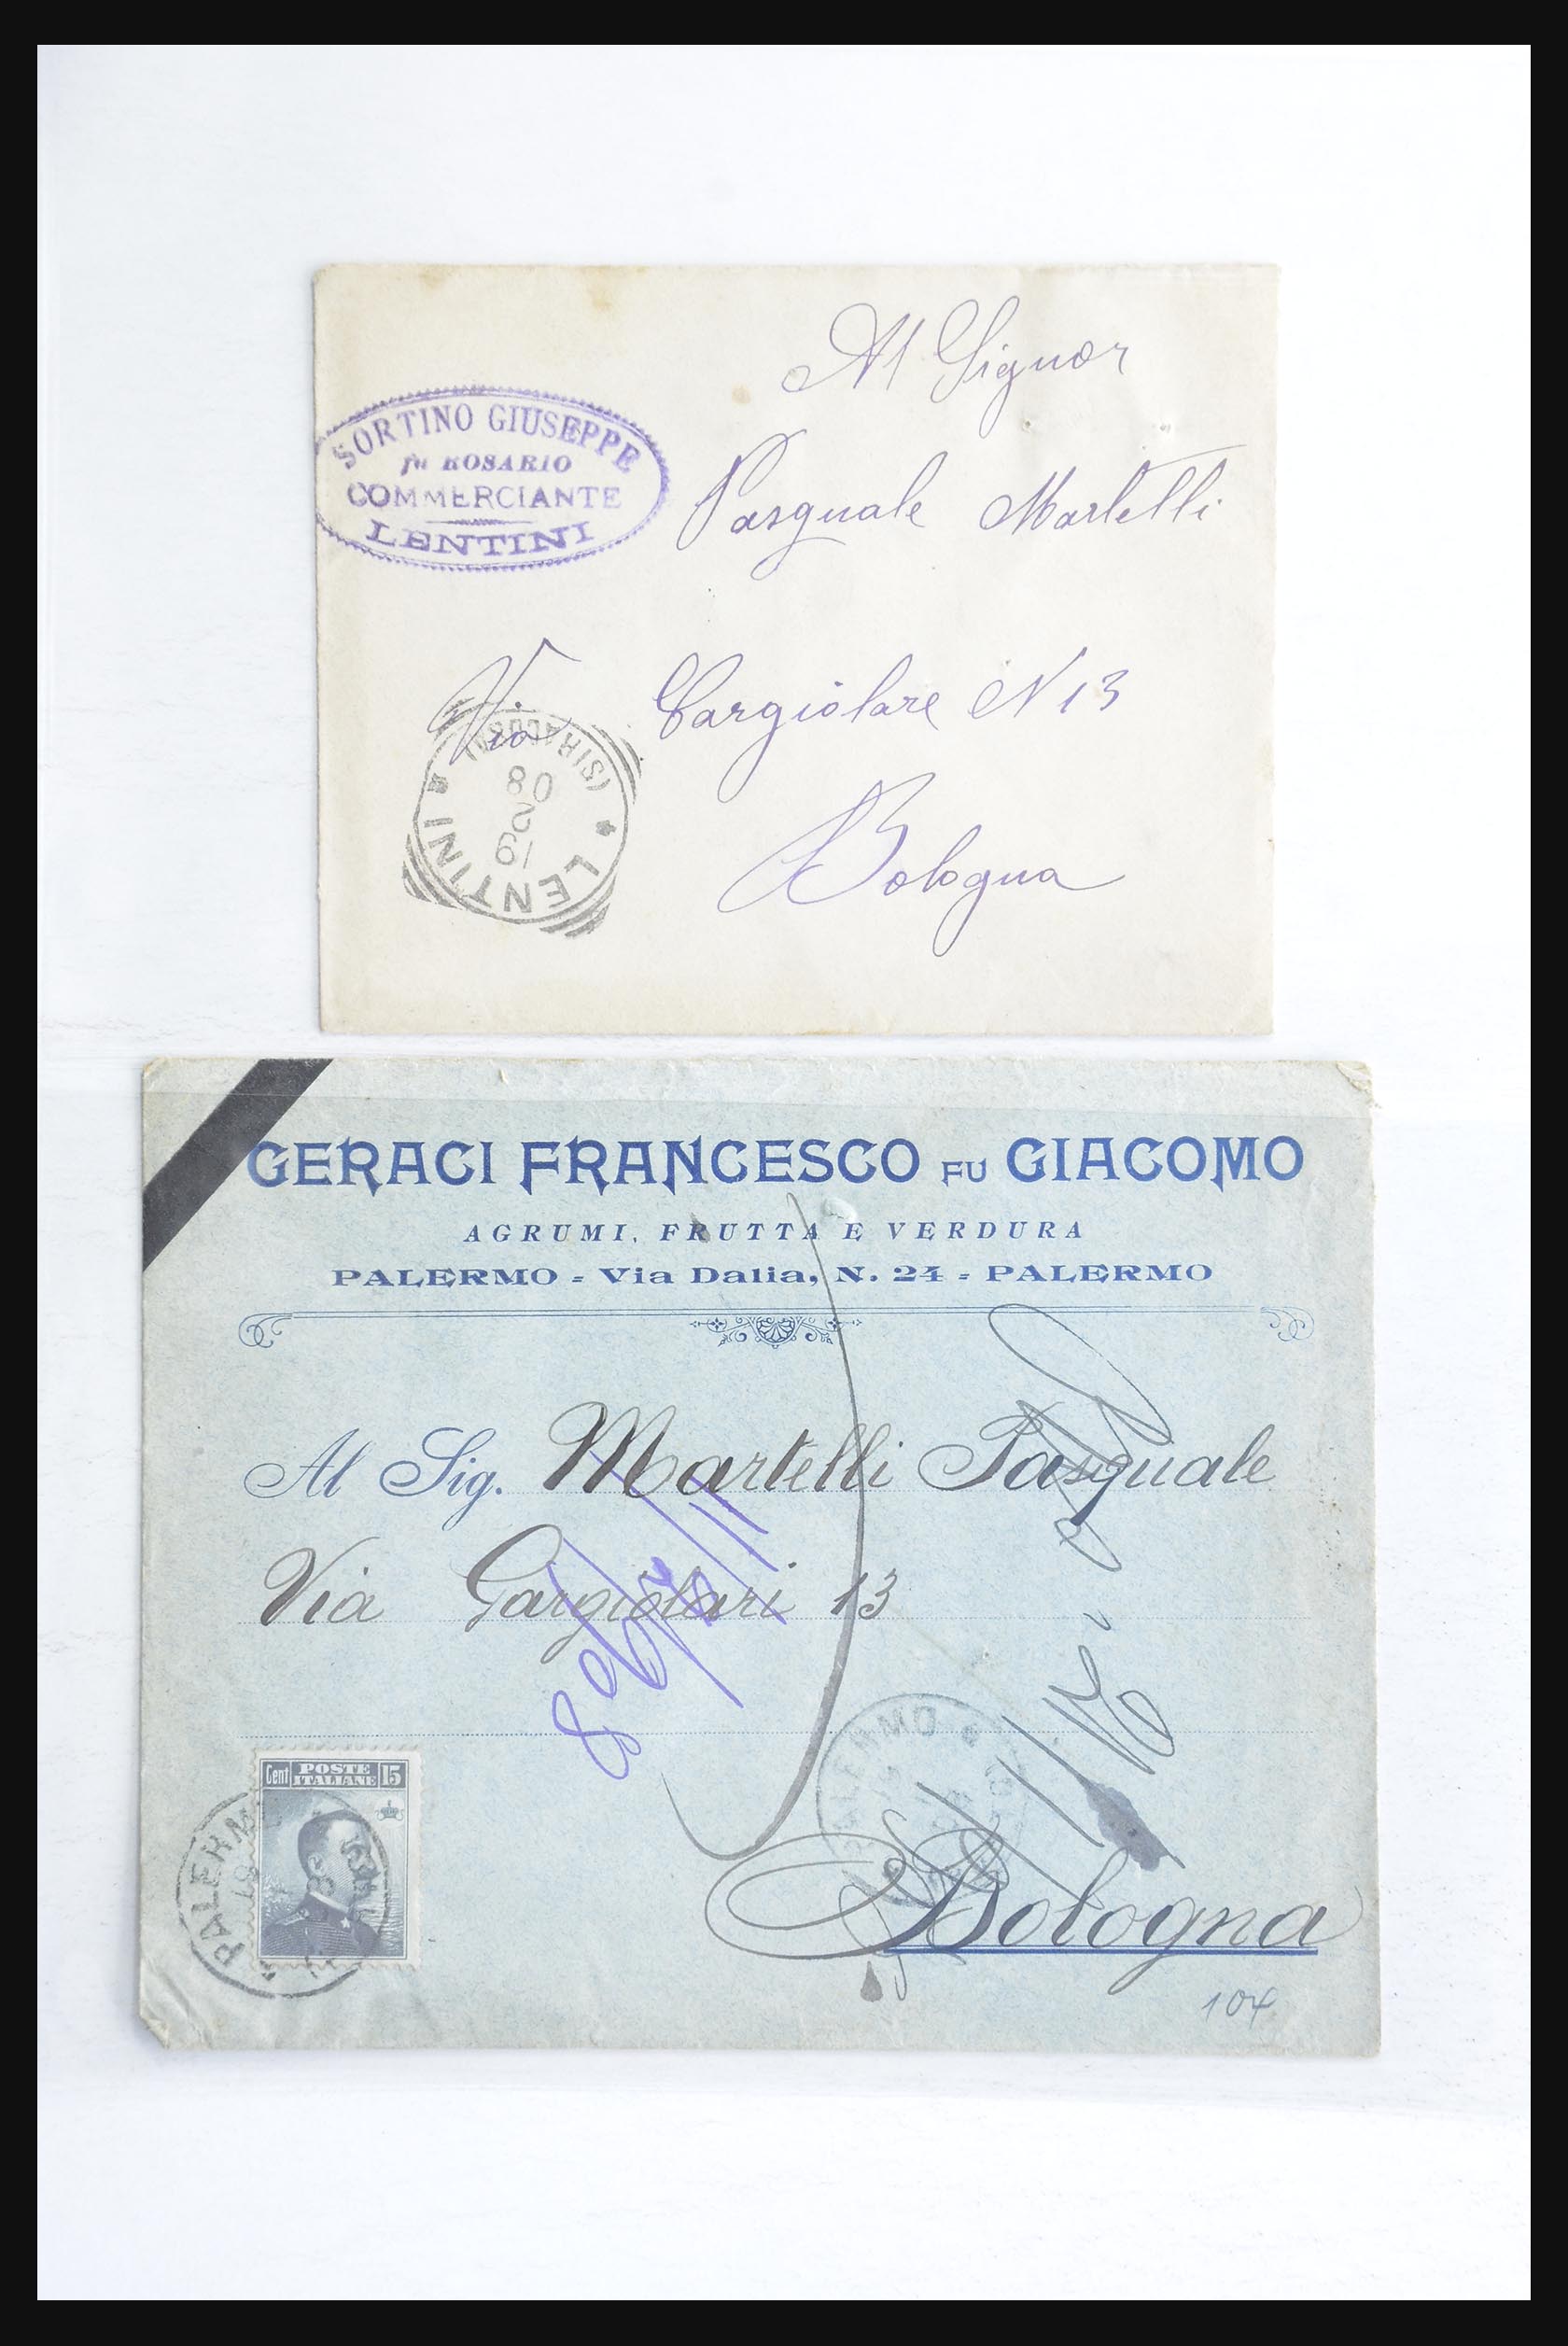 Al Signor
SORTINO GIUSEPPE
fu ROSARIO
COMMERCIANTE
LENTINI
Pasquale Martelli
Via Gargiolare N 13
LENTINI
(SIRACUSA)
19
2
08
Bologna
GERACI FRANCESCO FU GIACOMO
AGRUMI, FRUTTA E VERDURA
PALERMO - Via Dalia, N. 24 - PALERMO
Al Sig. Martelli Pasquale
Via Gargiolari 13
Cent POSTE ITALIANE 15
PALERMO
PALERMO
Bologna
104